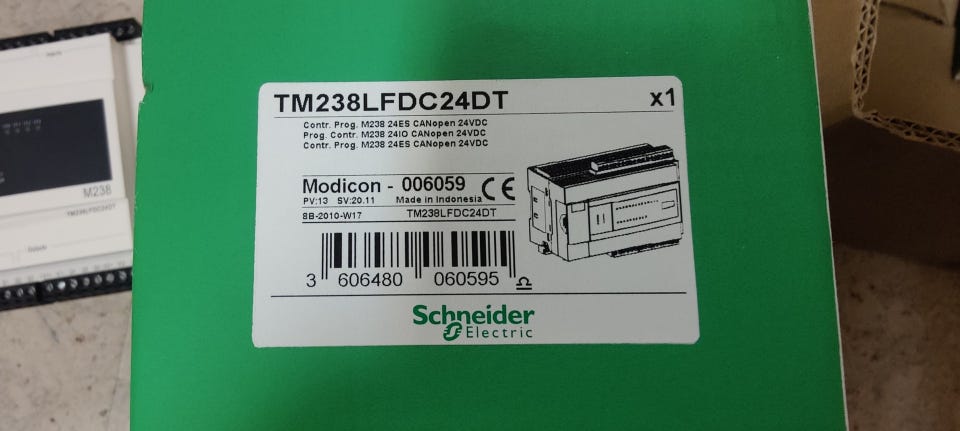 TM238LFDC24DT x1
Contr. Prog. M238 24ES CANopen 24VDC
Prog. Contr. M238 24IO CANopen 24VDC
Contr. Prog. M238 24ES CANopen 24VDC
Modicon - 006059 CE
PV:13 SV:20.11 Made in Indonesia
8B-2010-W17 TM238LFDC24DT
3 606480 060595
Schneider
Electric
M238
TM238LFDC24DT